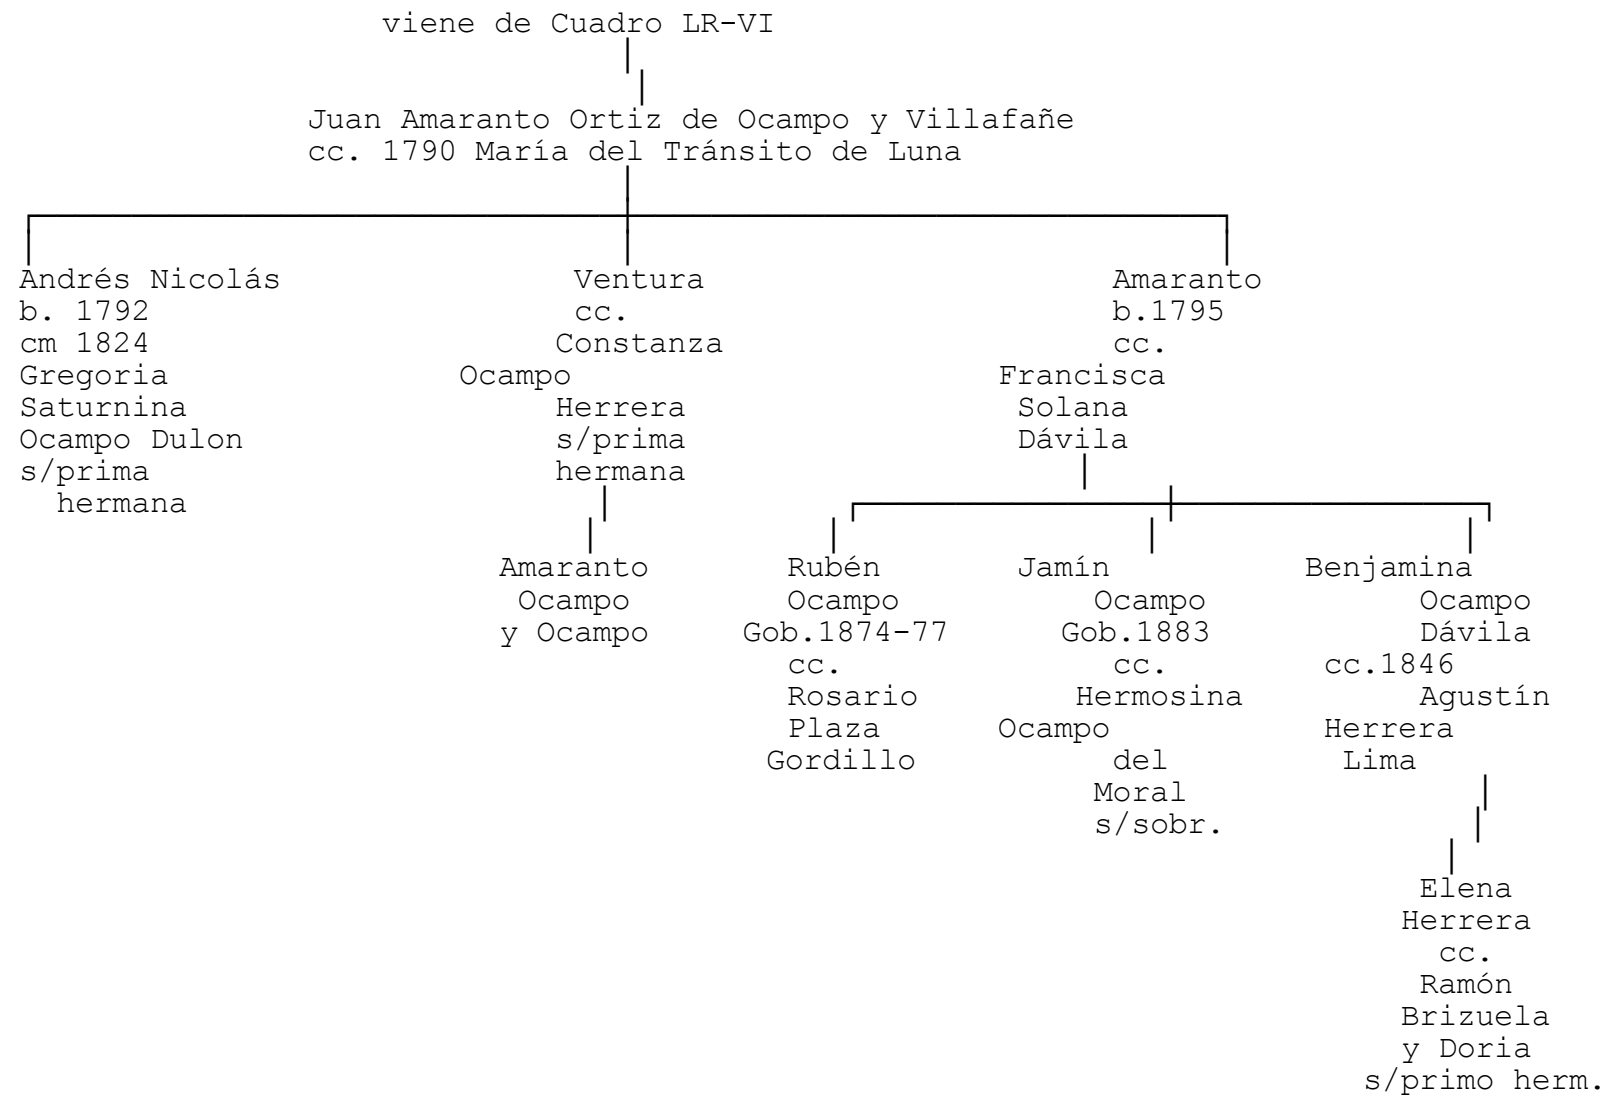 viene de Cuadro LR-VI
Juan Amaranto Ortiz de Ocampo y Villafañe
cc. 1790 María del Tránsito de Luna
Andrés Nicolás Ventura Amaranto
b. 1792 cc. b.1795
cm 1824 Constanza cc.
Gregoria Ocampo Francisca
Saturnina Herrera Solana
Ocampo Dulon s/prima Dávila
s/prima hermana
hermana
Amaranto Rubén Jamín Benjamina
Ocampo Ocampo Ocampo Ocampo
y Ocampo Gob.1874-77 Gob.1883 Dávila
cc. cc. cc.1846
Rosario Hermosina Agustín
Plaza Ocampo Herrera
Gordillo del Lima
Moral
s/sobr.
Elena
Herrera
cc.
Ramón
Brizuela
y Doria
s/primo herm.